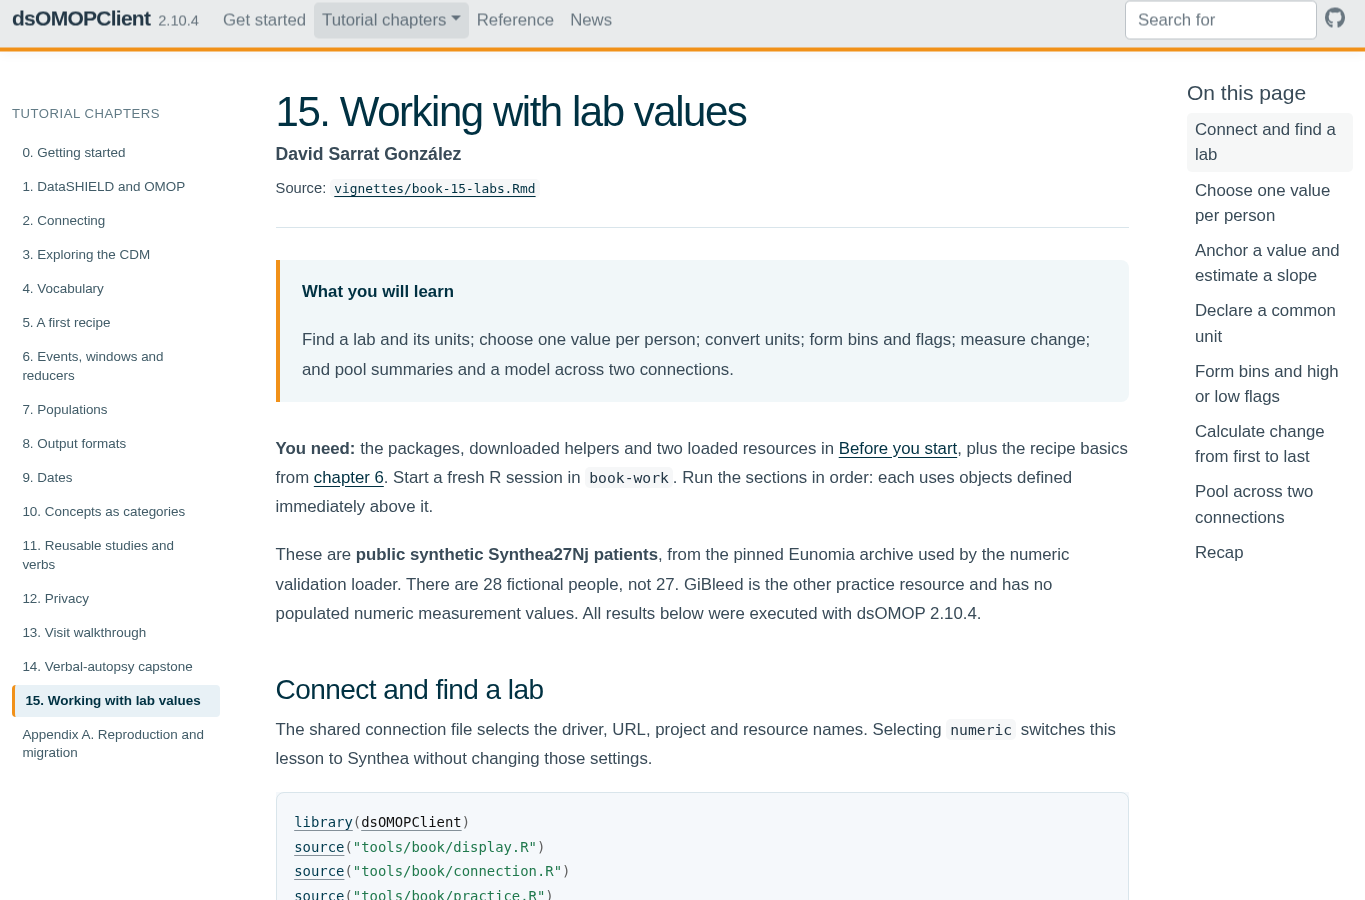 dsOMOPClient 2.10.4 Get started Tutorial chapters Reference News Search for
TUTORIAL CHAPTERS
0. Getting started
1. DataSHIELD and OMOP
2. Connecting
3. Exploring the CDM
4. Vocabulary
5. A first recipe
6. Events, windows and
reducers
7. Populations
8. Output formats
9. Dates
10. Concepts as categories
11. Reusable studies and
verbs
12. Privacy
13. Visit walkthrough
14. Verbal-autopsy capstone
15. Working with lab values
Appendix A. Reproduction and
migration
15. Working with lab values
David Sarrat González
Source: vignettes/book-15-labs.Rmd
What you will learn
Find a lab and its units; choose one value per person; convert units; form bins and flags; measure change;
and pool summaries and a model across two connections.
You need: the packages, downloaded helpers and two loaded resources in Before you start, plus the recipe basics
from chapter 6. Start a fresh R session in book-work. Run the sections in order: each uses objects defined
immediately above it.
These are public synthetic Synthea27Nj patients, from the pinned Eunomia archive used by the numeric
validation loader. There are 28 fictional people, not 27. GiBleed is the other practice resource and has no
populated numeric measurement values. All results below were executed with dsOMOP 2.10.4.
Connect and find a lab
The shared connection file selects the driver, URL, project and resource names. Selecting numeric switches this
lesson to Synthea without changing those settings.
library(dsOMOPClient)
source("tools/book/display.R")
source("tools/book/connection.R")
source("tools/book/practice.R")
On this page
Connect and find a
lab
Choose one value
per person
Anchor a value and
estimate a slope
Declare a common
unit
Form bins and high
or low flags
Calculate change
from first to last
Pool across two
connections
Recap